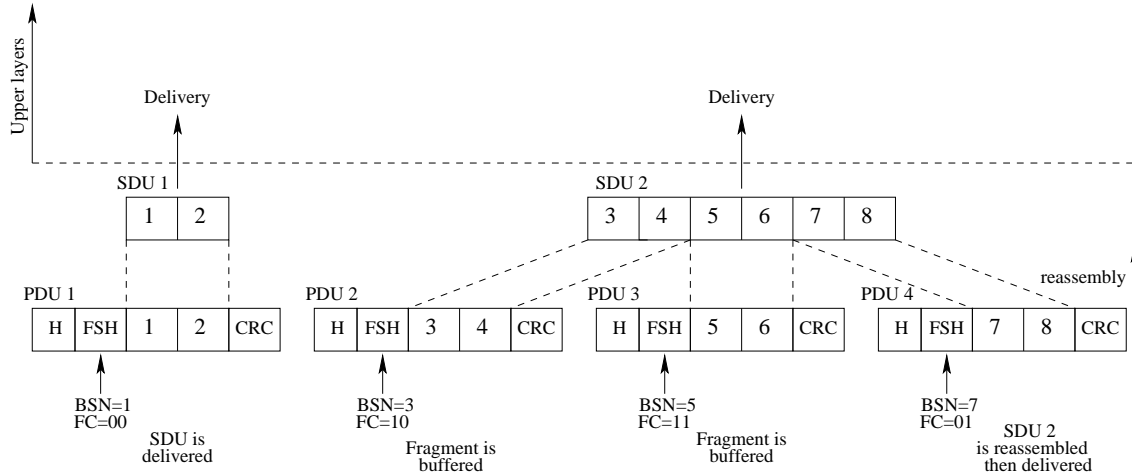 Upper layers
Delivery
Delivery
SDU 1
SDU 2
1 2
3 4 5 6 7 8
reassembly
PDU 1
PDU 2
PDU 3
PDU 4
H FSH 1 2 CRC
H FSH 3 4 CRC
H FSH 5 6 CRC
H FSH 7 8 CRC
BSN=1
FC=00
BSN=3
FC=10
BSN=5
FC=11
BSN=7
FC=01
SDU is
delivered
Fragment is
buffered
Fragment is
buffered
SDU 2
is reassembled
then delivered